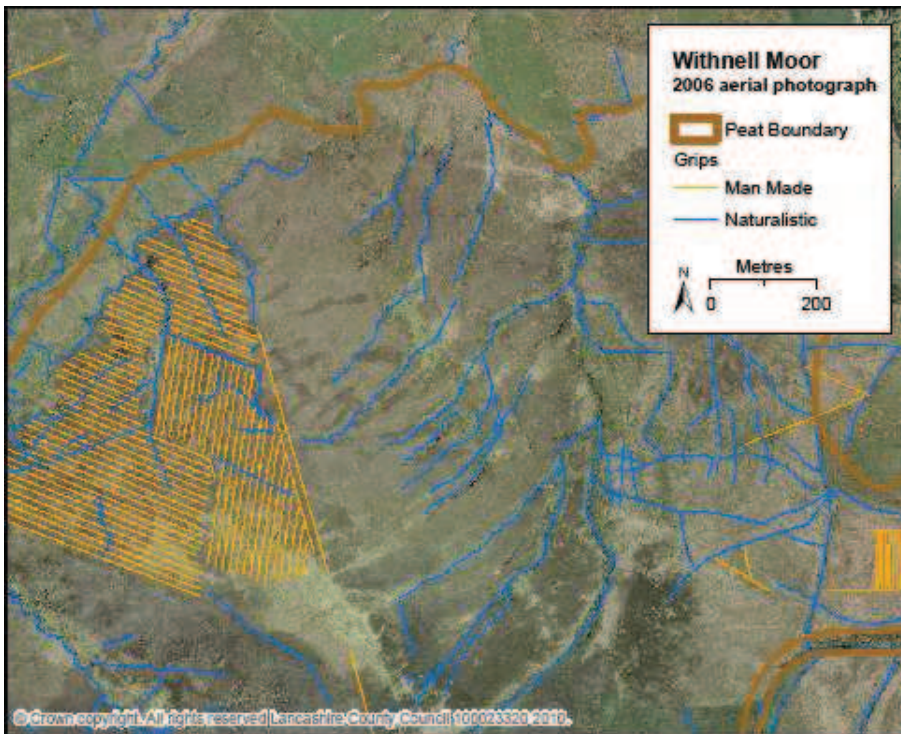 Withnell Moor
2006 aerial photograph
Peat Boundary
Grips
Man Made
Naturalistic
N
Metres
0 200
© Crown copyright. All rights reserved Lancashire County Council 100023320 2010.